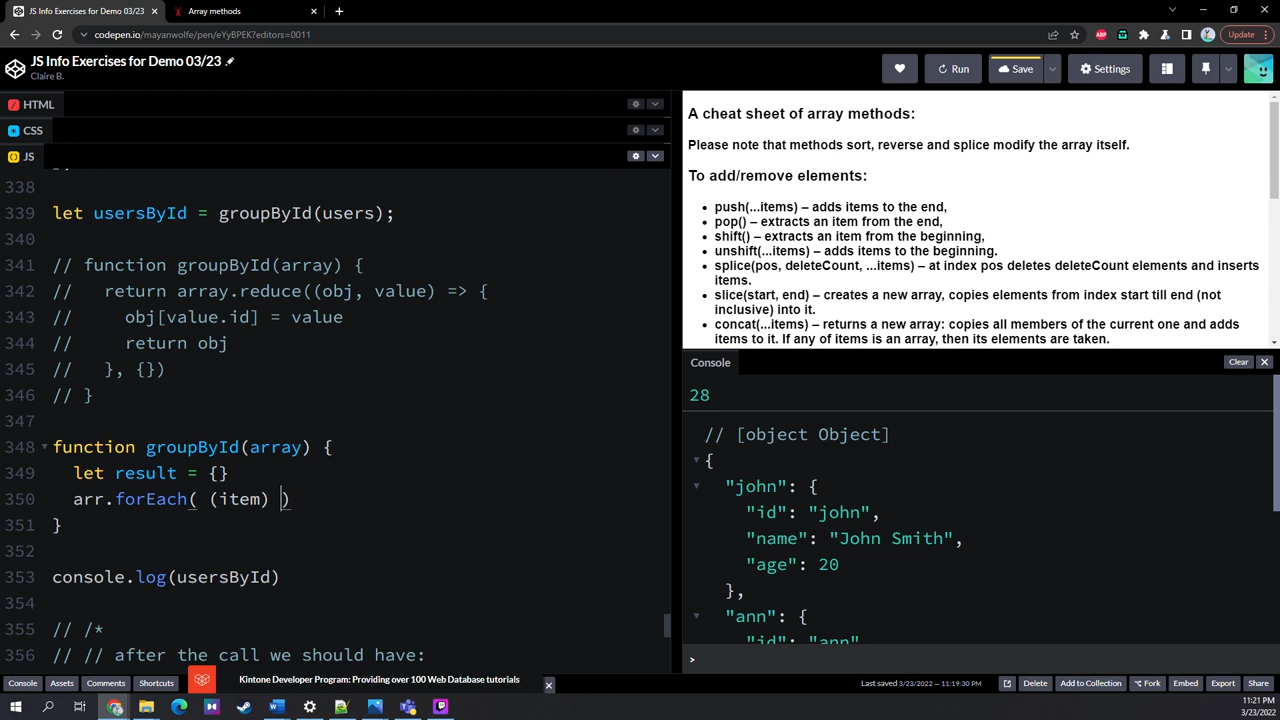 JS Info Exercises for Demo 03/23
Array methods
codepen.io/mayanwolfe/pen/eYyBPEK?editors=0011
Update
JS Info Exercises for Demo 03/23
Claire B.
Run
Save
Settings
HTML
CSS
JS
338
339 let usersById = groupById(users);
340
341 // function groupById(array) {
342 //   return array.reduce((obj, value) => {
343 //     obj[value.id] = value
344 //     return obj
345 //   }, {})
346 // }
347
348 function groupById(array) {
349   let result = {}
350   arr.forEach( (item) )
351 }
352
353 console.log(usersById)
354
355 // /*
356 // // after the call we should have:
A cheat sheet of array methods:
Please note that methods sort, reverse and splice modify the array itself.
To add/remove elements:
• push(...items) – adds items to the end,
• pop() – extracts an item from the end,
• shift() – extracts an item from the beginning,
• unshift(...items) – adds items to the beginning.
• splice(pos, deleteCount, ...items) – at index pos deletes deleteCount elements and inserts
items.
• slice(start, end) – creates a new array, copies elements from index start till end (not
inclusive) into it.
• concat(...items) – returns a new array: copies all members of the current one and adds
items to it. If any of items is an array, then its elements are taken.
Console
Clear
28
// [object Object]
{
"john": {
"id": "john",
"name": "John Smith",
"age": 20
},
"ann": {
"id": "ann"
>
Kintone Developer Program: Providing over 100 Web Database tutorials
Console
Assets
Comments
Shortcuts
Last saved 3/23/2022 — 11:19:30 PM
Delete
Add to Collection
Fork
Embed
Export
Share
11:21 PM
3/23/2022